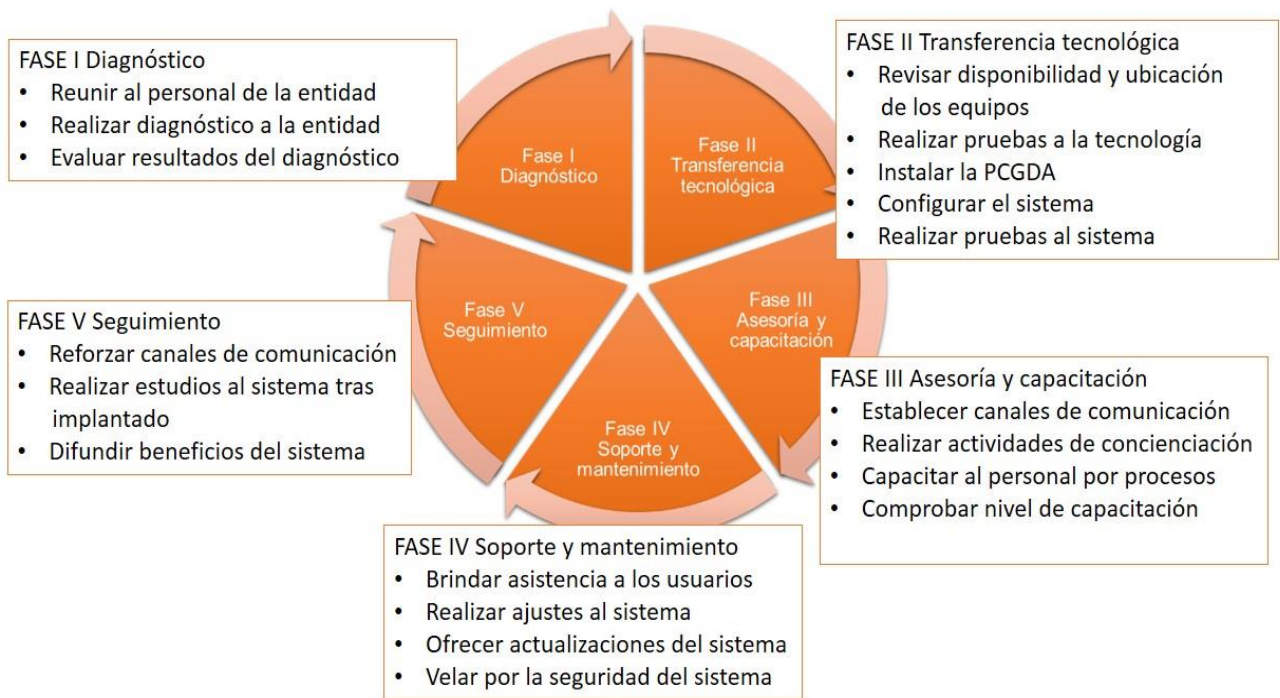 FASE I Diagnóstico
• Reunir al personal de la entidad
• Realizar diagnóstico a la entidad
• Evaluar resultados del diagnóstico
FASE II Transferencia tecnológica
• Revisar disponibilidad y ubicación
de los equipos
• Realizar pruebas a la tecnología
• Instalar la PCGDA
• Configurar el sistema
• Realizar pruebas al sistema
Fase I
Diagnóstico
Fase II
Transferencia
tecnológica
Fase III
Asesoría y
capacitación
Fase IV
Soporte y
mantenimiento
Fase V
Seguimiento
FASE V Seguimiento
• Reforzar canales de comunicación
• Realizar estudios al sistema tras
implantado
• Difundir beneficios del sistema
FASE III Asesoría y capacitación
• Establecer canales de comunicación
• Realizar actividades de concienciación
• Capacitar al personal por procesos
• Comprobar nivel de capacitación
FASE IV Soporte y mantenimiento
• Brindar asistencia a los usuarios
• Realizar ajustes al sistema
• Ofrecer actualizaciones del sistema
• Velar por la seguridad del sistema